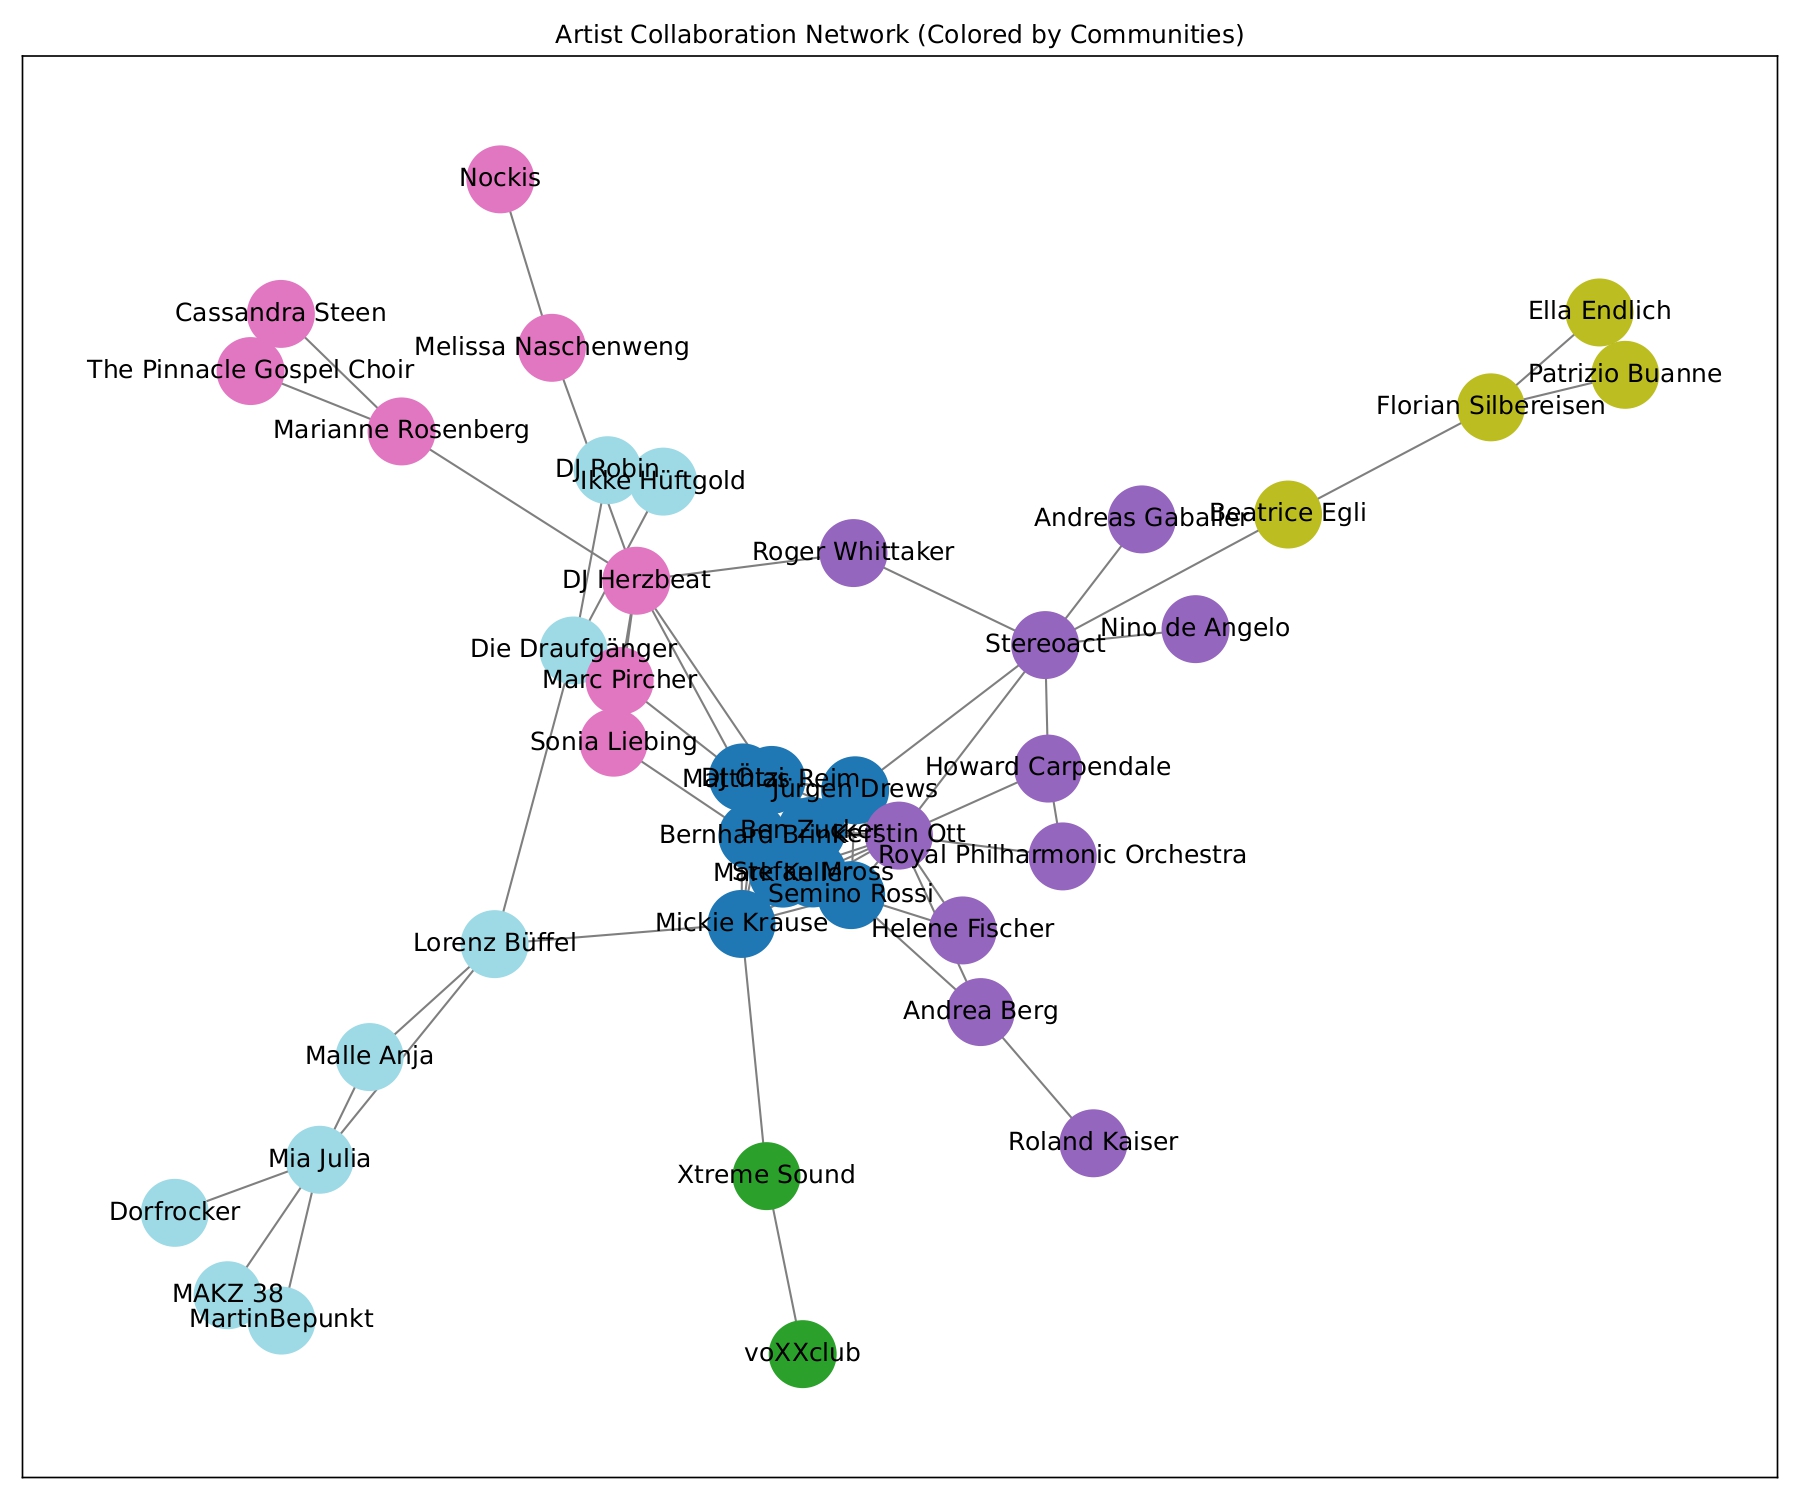 Artist Collaboration Network (Colored by Communities)
Nockis
Cassandra Steen
Ella Endlich
Melissa Naschenweng
The Pinnacle Gospel Choir
Patrizio Buanne
Florian Silbereisen
Marianne Rosenberg
DJ Robin
Ikke Hüftgold
Andreas Gabalier
Beatrice Egli
Roger Whittaker
DJ Herzbeat
Nino de Angelo
Stereoact
Die Draufgänger
Marc Pircher
Sonia Liebing
Howard Carpendale
Matthias Reim
DJ Ötzi
Jürgen Drews
Ben Zucker
Bernhard Brink
Kerstin Ott
Royal Philharmonic Orchestra
Mark Keller
Stefan Mross
Semino Rossi
Mickie Krause
Helene Fischer
Lorenz Büffel
Andrea Berg
Malle Anja
Roland Kaiser
Mia Julia
Xtreme Sound
Dorfrocker
MAKZ 38
MartinBepunkt
voXXclub